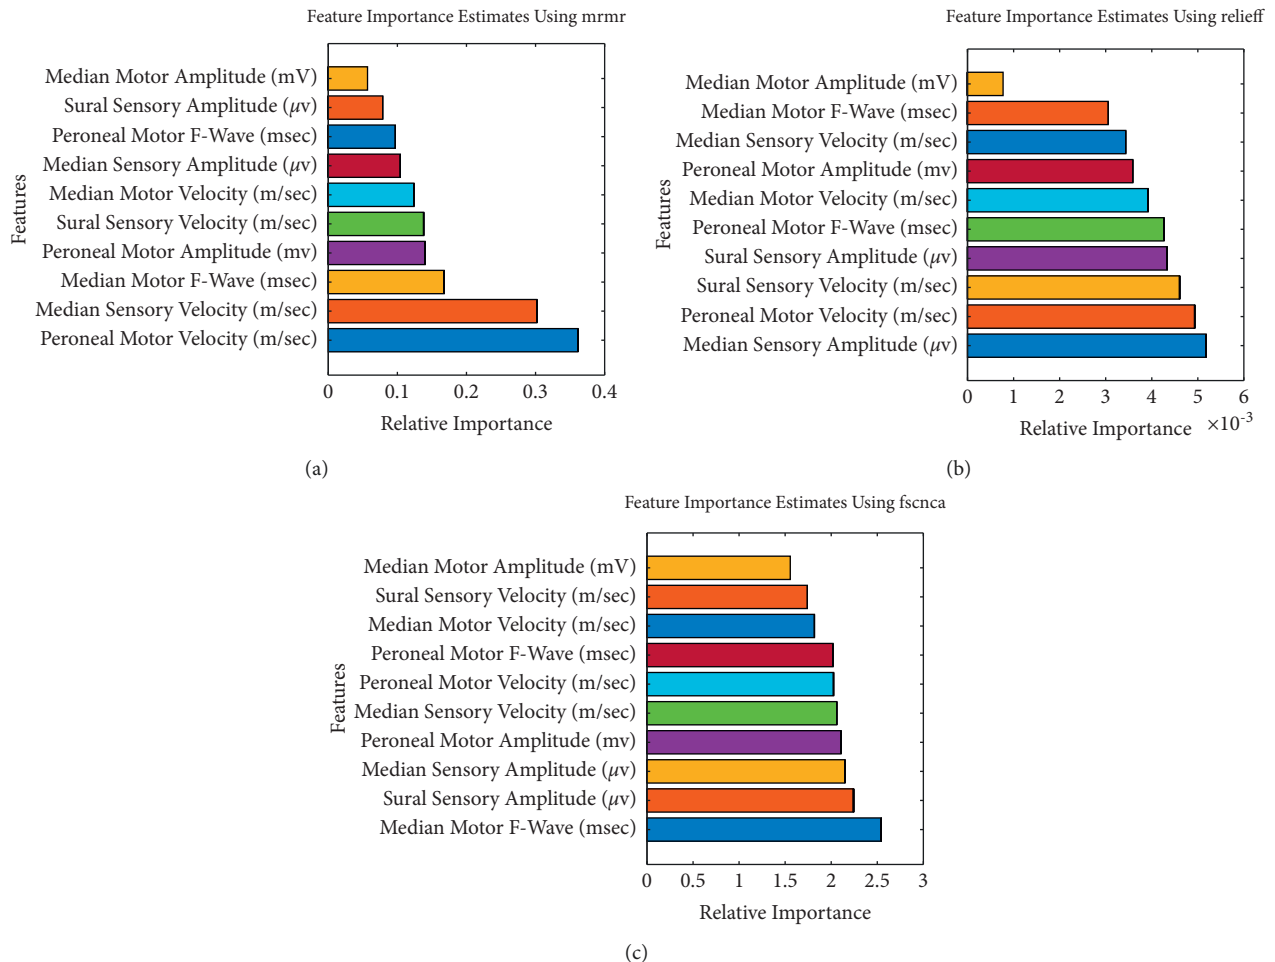 Feature Importance Estimates Using mrmr
Median Motor Amplitude (mV)
Sural Sensory Amplitude (μv)
Peroneal Motor F-Wave (msec)
Median Sensory Amplitude (μv)
Median Motor Velocity (m/sec)
Sural Sensory Velocity (m/sec)
Peroneal Motor Amplitude (mv)
Median Motor F-Wave (msec)
Median Sensory Velocity (m/sec)
Peroneal Motor Velocity (m/sec)
Features
0 0.1 0.2 0.3 0.4
Relative Importance
(a)
Feature Importance Estimates Using relieff
Median Motor Amplitude (mV)
Median Motor F-Wave (msec)
Median Sensory Velocity (m/sec)
Peroneal Motor Amplitude (mv)
Median Motor Velocity (m/sec)
Peroneal Motor F-Wave (msec)
Sural Sensory Amplitude (μv)
Sural Sensory Velocity (m/sec)
Peroneal Motor Velocity (m/sec)
Median Sensory Amplitude (μv)
Features
0 1 2 3 4 5 6
Relative Importance ×10-3
(b)
Feature Importance Estimates Using fscnca
Median Motor Amplitude (mV)
Sural Sensory Velocity (m/sec)
Median Motor Velocity (m/sec)
Peroneal Motor F-Wave (msec)
Peroneal Motor Velocity (m/sec)
Median Sensory Velocity (m/sec)
Peroneal Motor Amplitude (mv)
Median Sensory Amplitude (μv)
Sural Sensory Amplitude (μv)
Median Motor F-Wave (msec)
Features
0 0.5 1 1.5 2 2.5 3
Relative Importance
(c)